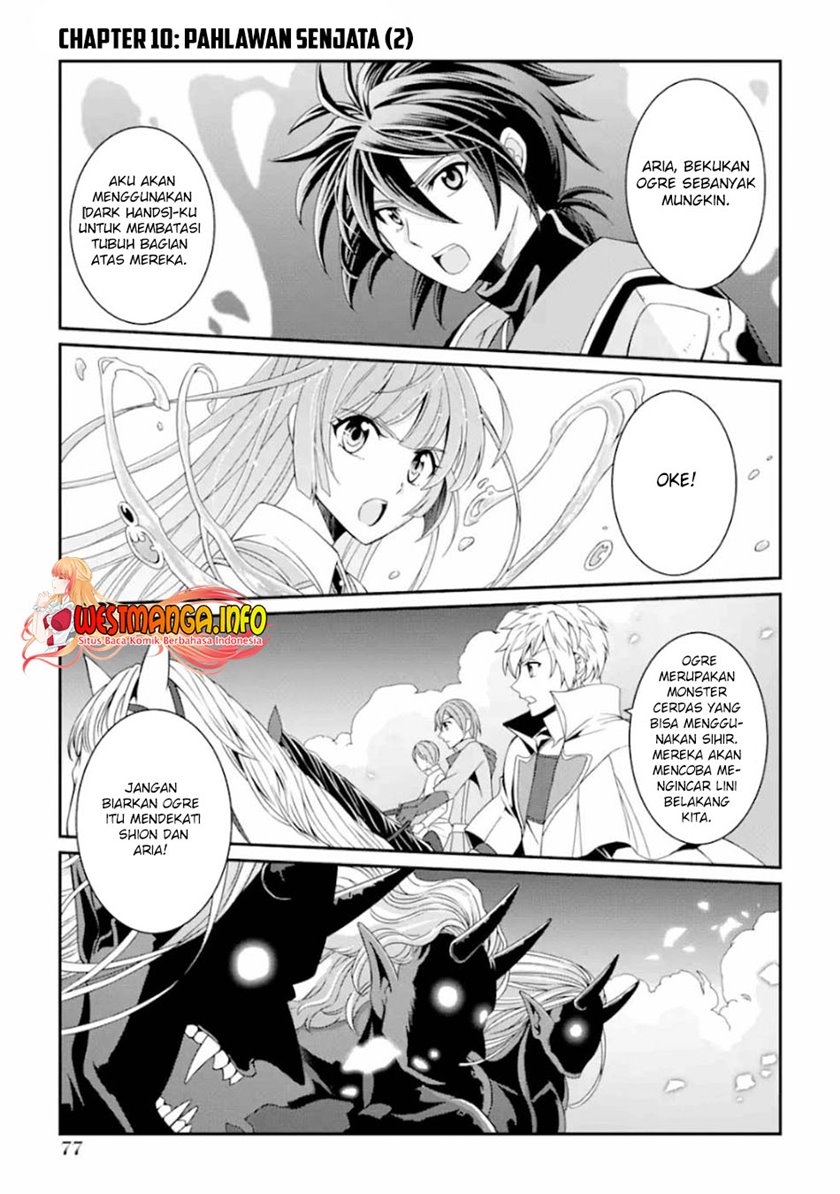 CHAPTER 10: PAHLAWAN SENJATA (2)
ARIA, BEKUKAN
OGRE SEBANYAK
MUNGKIN.
AKU AKAN
MENGGUNAKAN
[DARK HANDS]-KU
UNTUK MEMBATASI
TUBUH BAGIAN
ATAS MEREKA.
OKE!
WESTMANGA.INFO
Situs Baca Komik Berbahasa Indonesia
OGRE
MERUPAKAN
MONSTER
CERDAS YANG
BISA MENGGU-
NAKAN SIHIR.
MEREKA AKAN
MENCOBA ME-
NGINCAR LINI
BELAKANG
KITA.
JANGAN
BIARKAN OGRE
ITU MENDEKATI
SHION DAN
ARIA!
77